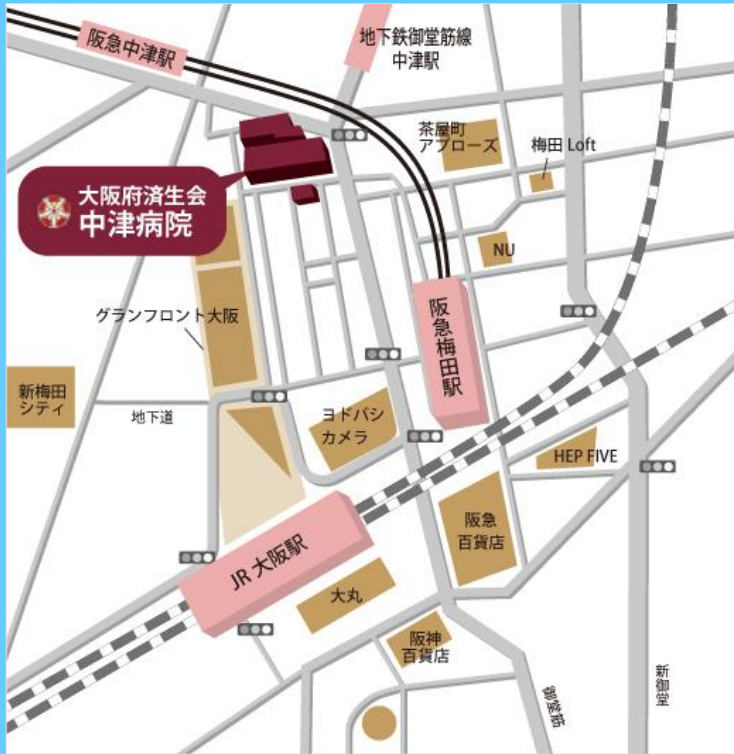 阪急中津駅
地下鉄御堂筋線
中津駅
茶屋町
アプローズ
梅田 Loft
大阪府済生会
中津病院
NU
グランフロント大阪
阪急梅田駅
新梅田
シティ
地下道
ヨドバシ
カメラ
HEP FIVE
阪急
百貨店
JR 大阪駅
大丸
阪神
百貨店
御堂筋
新御堂